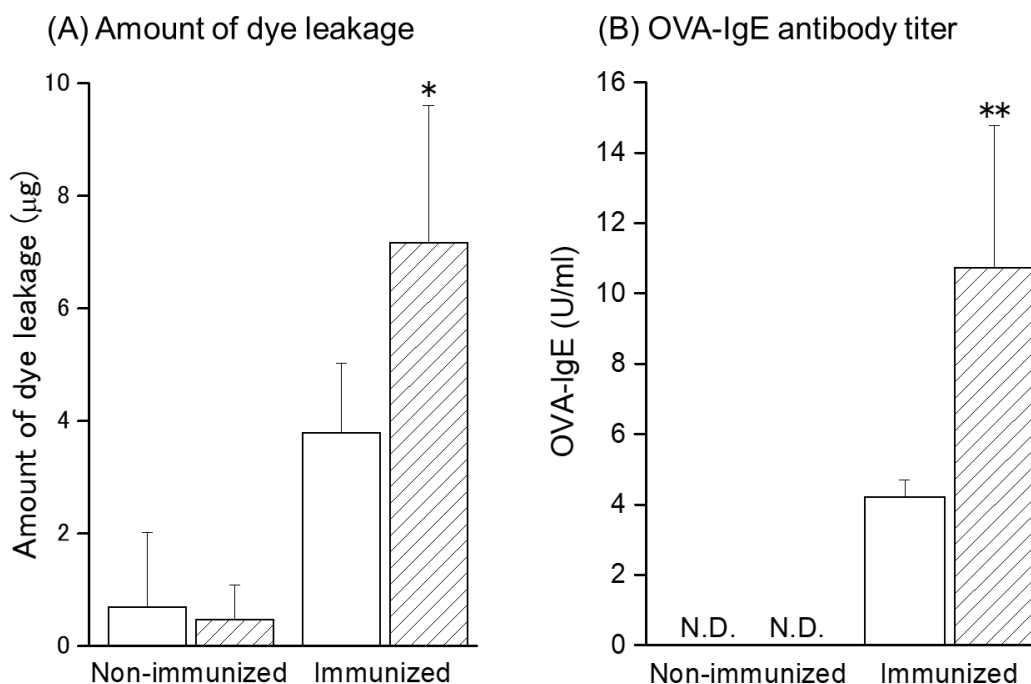 (A) Amount of dye leakage
10
8
6
4
2
0
Amount of dye leakage (μg)
*
Non-immunized Immunized
(B) OVA-IgE antibody titer
16
14
12
10
8
6
4
2
0
OVA-IgE (U/ml)
**
N.D. N.D.
Non-immunized Immunized